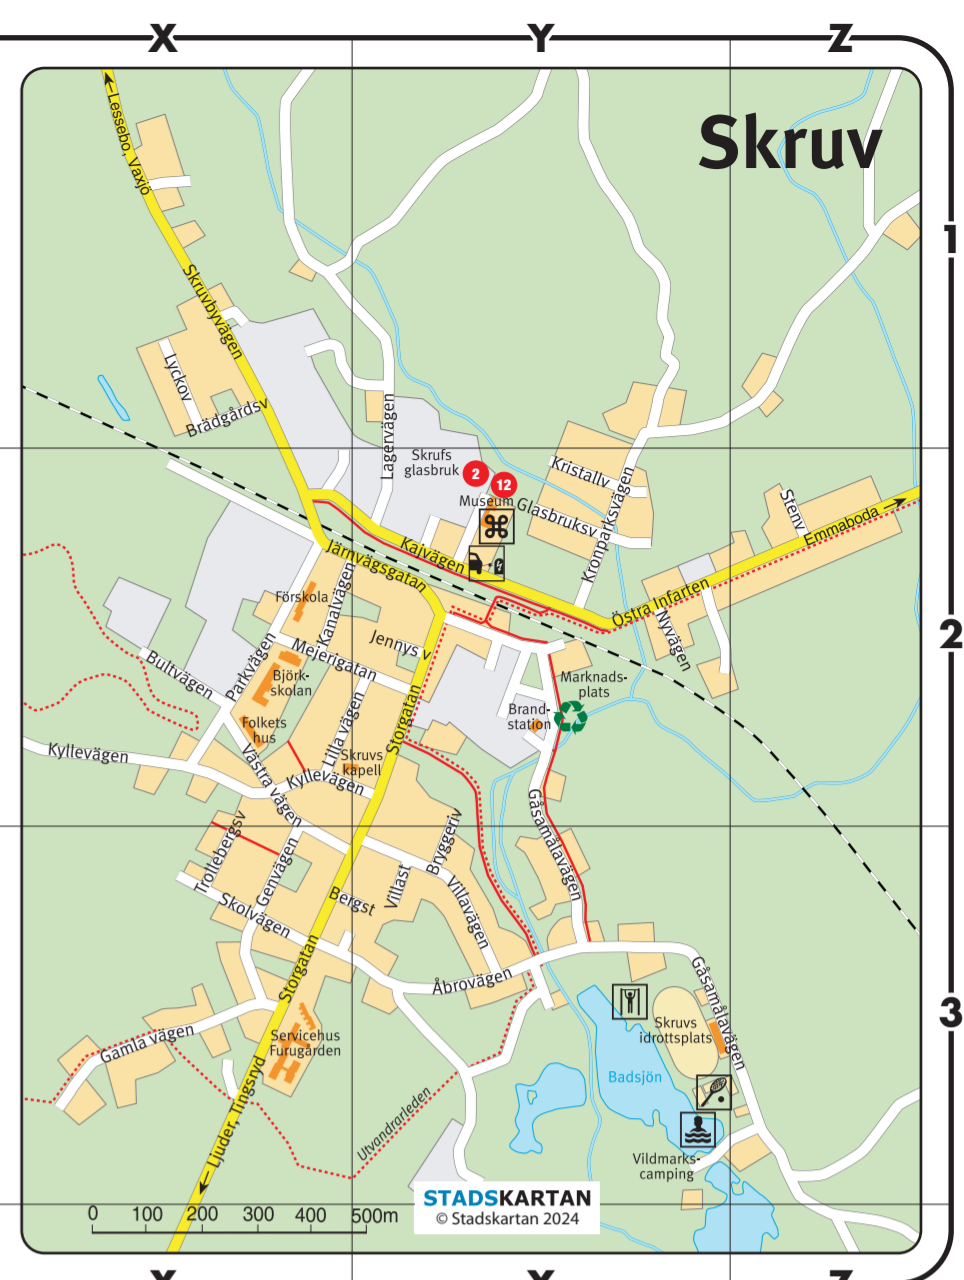 X
Y
Z
Skruv
Lessebo, Växjö
1
Skruvbyvägen
Lyckov
Brädgårdsv
Lagervägen
Skrufs
glasbruk
2
12
Museum
Kristallv
Glasbruksv
Kronparksvägen
Stenv
Emmaboda
Kajvägen
Järnvägsgatan
Östra Infarten
Nyvägen
2
Förskola
Kanalvägen
Jennys v
Mejerigatan
Parkvägen
Björk-
skolan
Bultvägen
Folkets
hus
Lilla vägen
Storgatan
Marknads-
plats
Brand-
station
Kyllevägen
Västra vägen
Skruvs
kapell
Kyllevägen
Gåsamålavägen
Trollebergsv
Genvägen
Bryggeriv
Villast
Villavägen
Bergst
Skolvägen
Storgatan
Åbrovägen
Gåsamålavägen
3
Skruvs
idrottsplats
Gamla vägen
Servicehus
Furugården
Badsjön
Ljuder, Tingsryd
Utvandrarleden
Vildmarks-
camping
STADSKARTAN
© Stadskartan 2024
0 100 200 300 400 500m
X
Y
Z